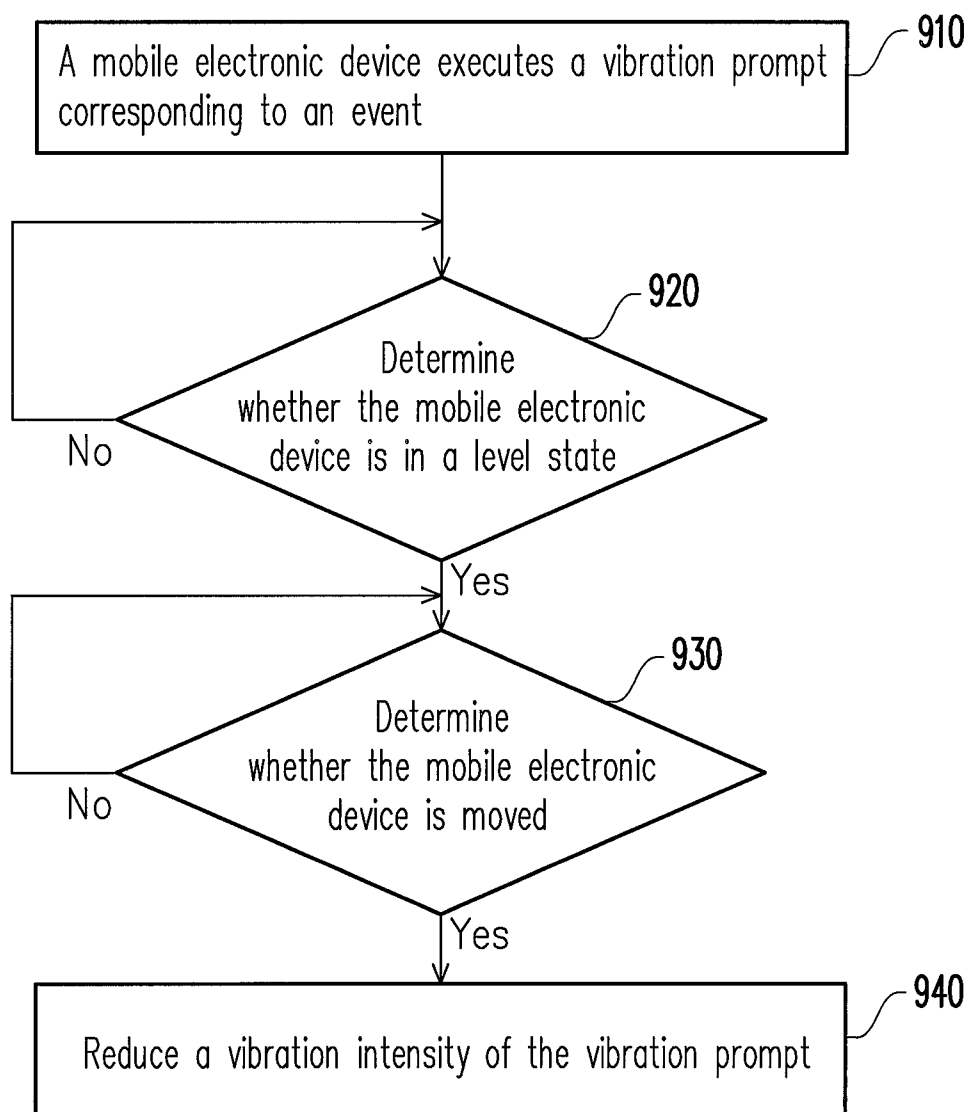 910
A mobile electronic device executes a vibration prompt
corresponding to an event
920
Determine
whether the mobile electronic
device is in a level state
No
Yes
930
Determine
whether the mobile electronic
device is moved
No
Yes
940
Reduce a vibration intensity of the vibration prompt